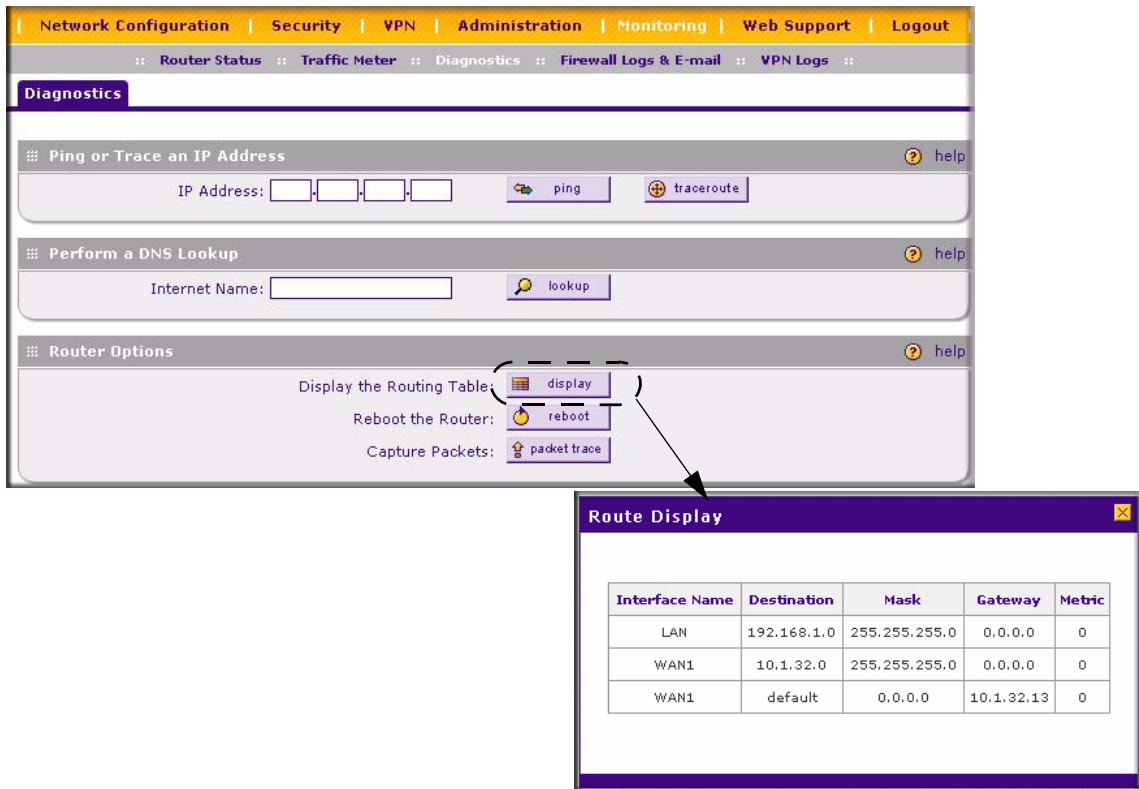 | Network Configuration | Security | VPN | Administration | Monitoring | Web Support | Logout
:: Router Status :: Traffic Meter :: Diagnostics :: Firewall Logs & E-mail :: VPN Logs ::
Diagnostics
Ping or Trace an IP Address help
IP Address: . . . ping traceroute
Perform a DNS Lookup help
Internet Name: lookup
Router Options help
Display the Routing Table: display
Reboot the Router: reboot
Capture Packets: packet trace
Route Display
Interface Name Destination Mask Gateway Metric
LAN 192.168.1.0 255.255.255.0 0.0.0.0 0
WAN1 10.1.32.0 255.255.255.0 0.0.0.0 0
WAN1 default 0.0.0.0 10.1.32.13 0